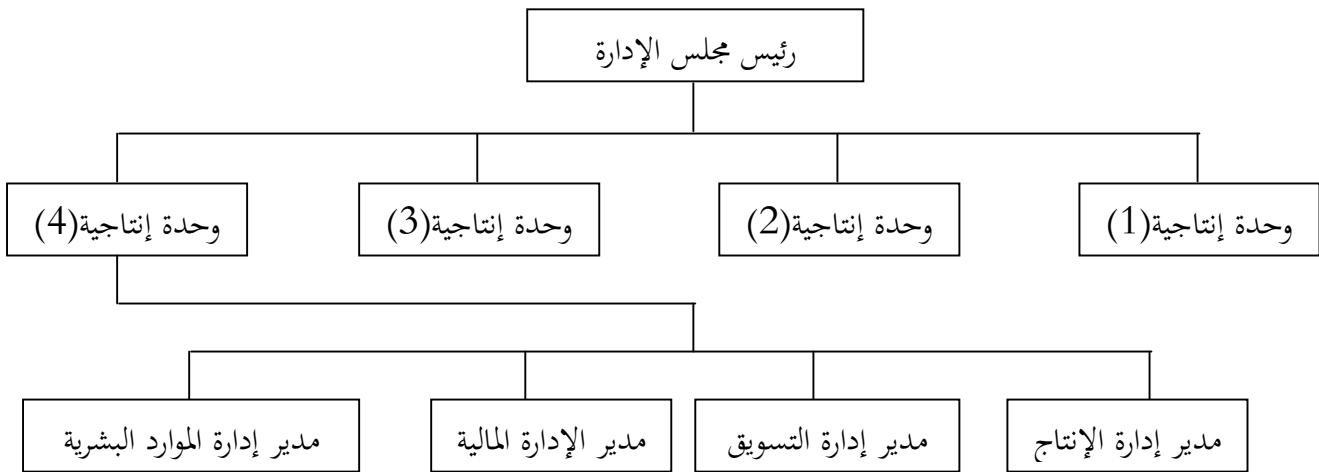 رئيس مجلس الإدارة
وحدة إنتاجية(1)
وحدة إنتاجية(2)
وحدة إنتاجية(3)
وحدة إنتاجية(4)
مدير إدارة الإنتاج
مدير إدارة التسويق
مدير الإدارة المالية
مدير إدارة الموارد البشرية